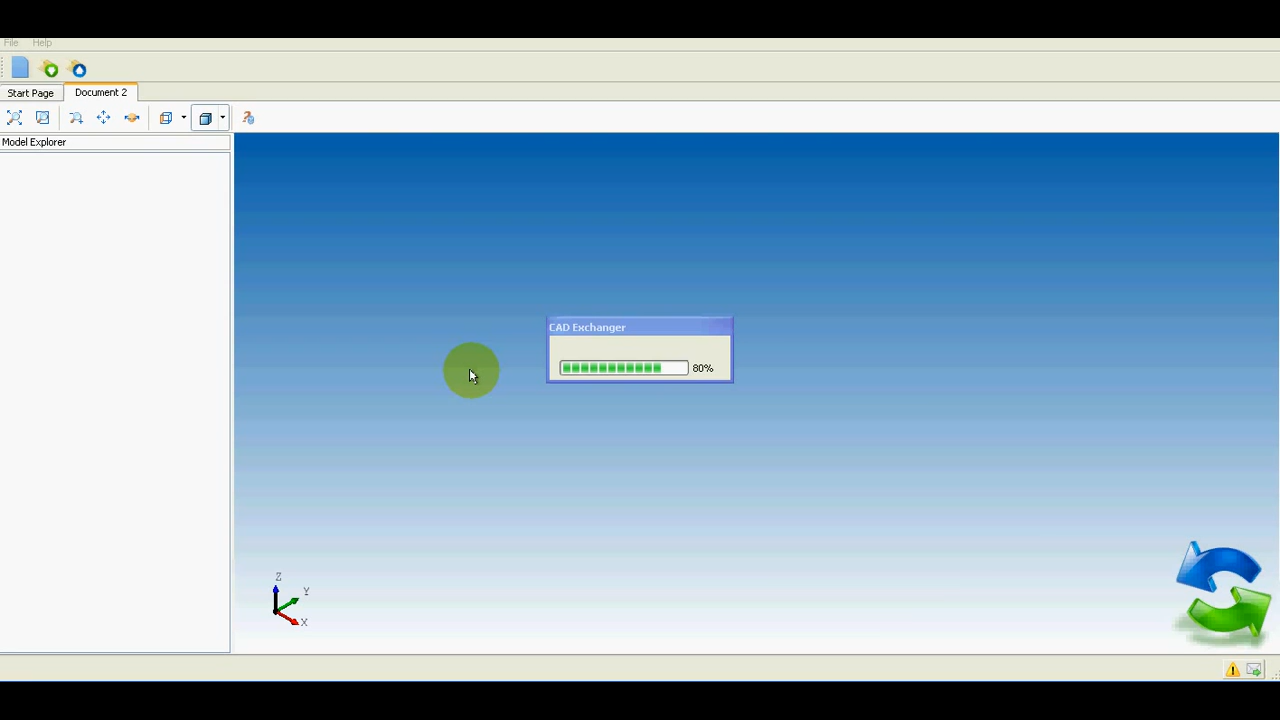 File Help
Start Page Document 2
Model Explorer
CAD Exchanger
80%
Z
Y
X